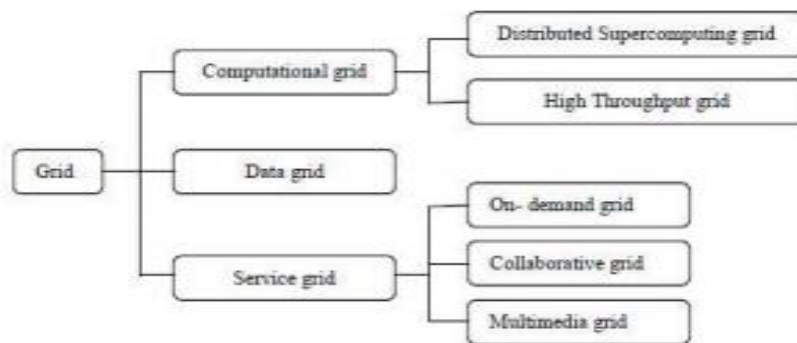 Distributed Supercomputing grid
Computational grid
High Throughput grid
Grid
Data grid
On- demand grid
Service grid
Collaborative grid
Multimedia grid